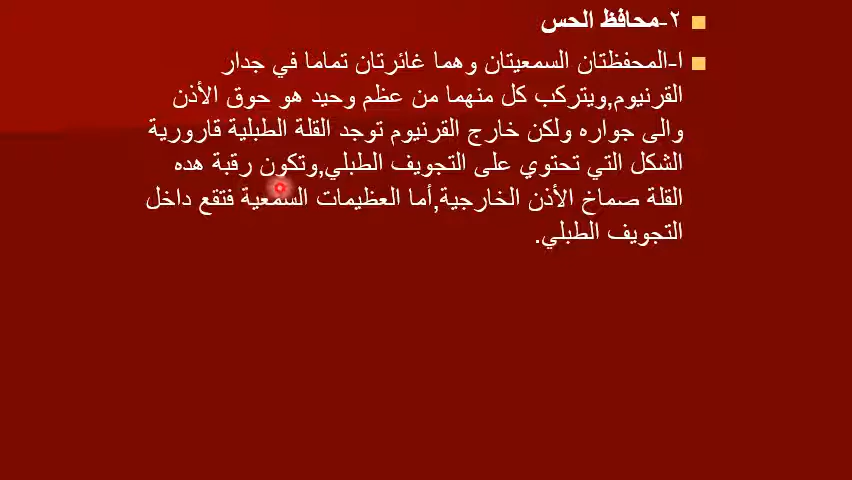 ٢-محافظ الحس
ا-المحفظتان السمعيتان وهما غائرتان تماما في جدار
القرنيوم,ويتركب كل منهما من عظم وحيد هو حوق الأذن
والى جواره ولكن خارج القرنيوم توجد القلة الطبلية قارورية
الشكل التي تحتوي على التجويف الطبلي,وتكون رقبة هده
القلة صماخ الأذن الخارجية,أما العظيمات السمعية فتقع داخل
التجويف الطبلي.